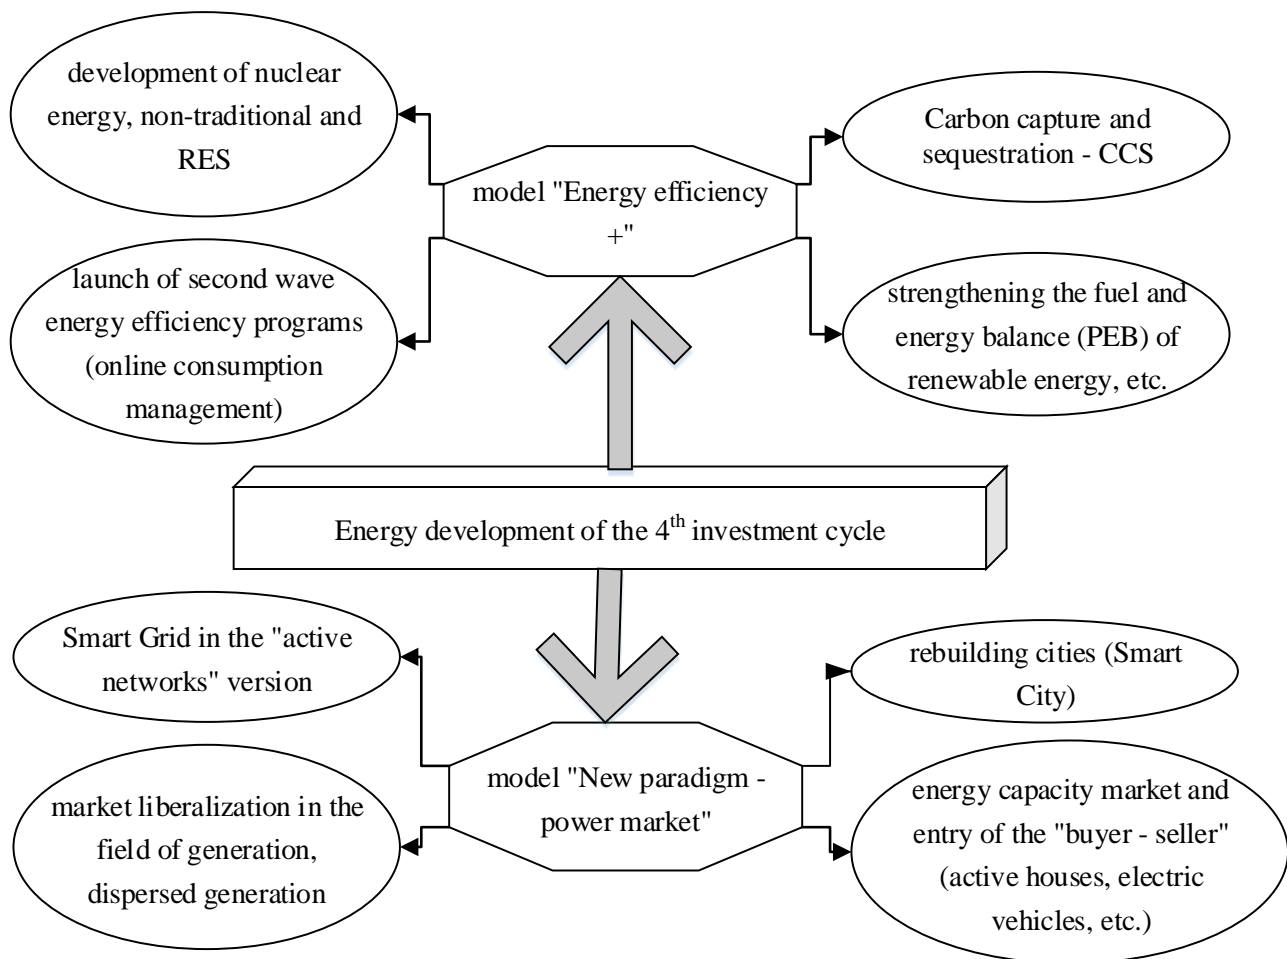 development of nuclear
energy, non-traditional and
RES
Carbon capture and
sequestration - CCS
model "Energy efficiency
+"
launch of second wave
energy efficiency programs
(online consumption
management)
strengthening the fuel and
energy balance (PEB) of
renewable energy, etc.
Energy development of the 4th investment cycle
Smart Grid in the "active
networks" version
rebuilding cities (Smart
City)
model "New paradigm -
power market"
market liberalization in the
field of generation,
dispersed generation
energy capacity market and
entry of the "buyer - seller"
(active houses, electric
vehicles, etc.)